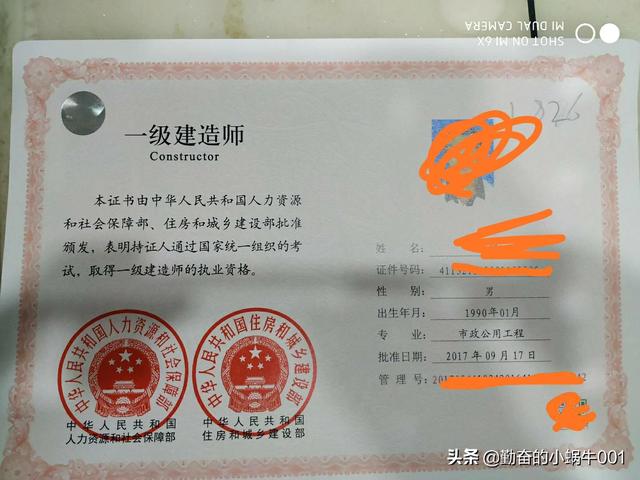 SHOT ON MI 6X
MI DUAL CAMERA
1826
一级建造师
Constructor
本证书由中华人民共和国人力资源
和社会保障部、住房和城乡建设部批准
颁发，表明持证人通过国家统一组织的考
试，取得一级建造师的执业资格。
中华人民共和国人力资源和社会保障部
中华人民共和国住房和城乡建设部
中华人民共和国
人力资源和社会保障部
中华人民共和国
住房和城乡建设部
姓名：
证件号码：
性别：男
出生年月：1990年01月
专业：市政公用工程
批准日期：2017年09月17日
管理号：
头条 @勤奋的小蜗牛001